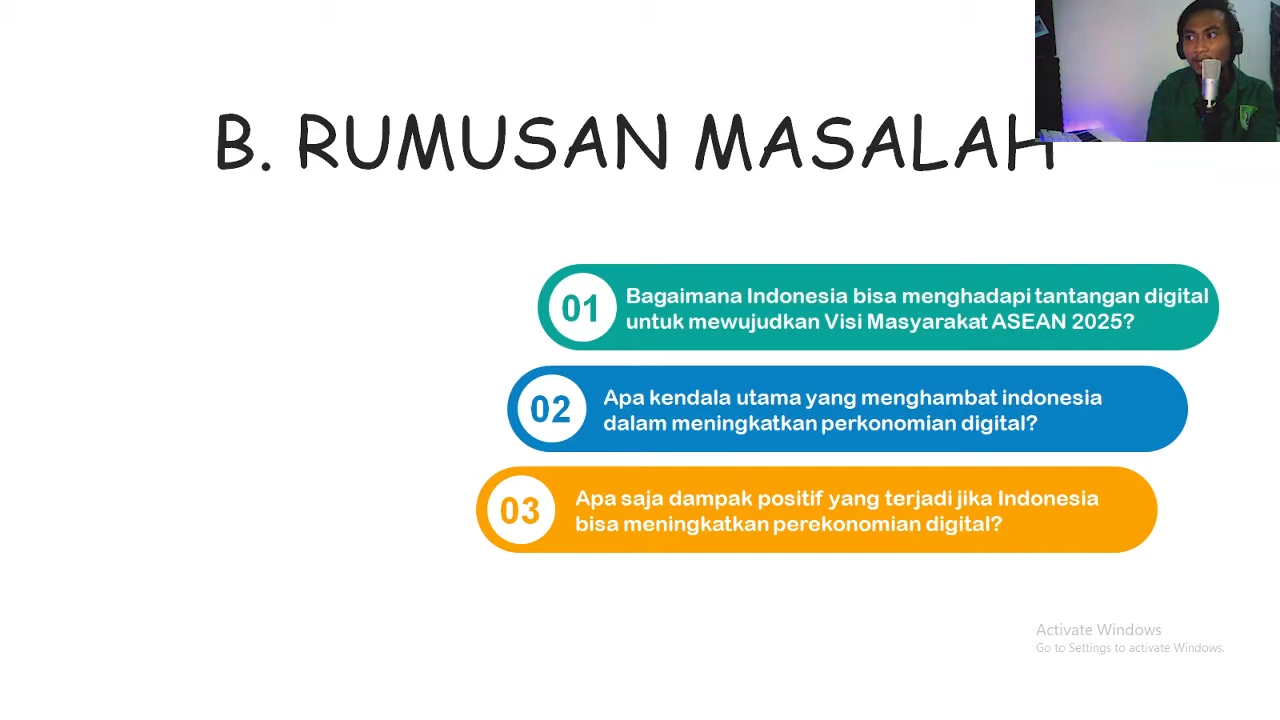 B. RUMUSAN MASALAH
01
Bagaimana Indonesia bisa menghadapi tantangan digital
untuk mewujudkan Visi Masyarakat ASEAN 2025?
02
Apa kendala utama yang menghambat indonesia
dalam meningkatkan perkonomian digital?
03
Apa saja dampak positif yang terjadi jika Indonesia
bisa meningkatkan perekonomian digital?
Activate Windows
Go to Settings to activate Windows.